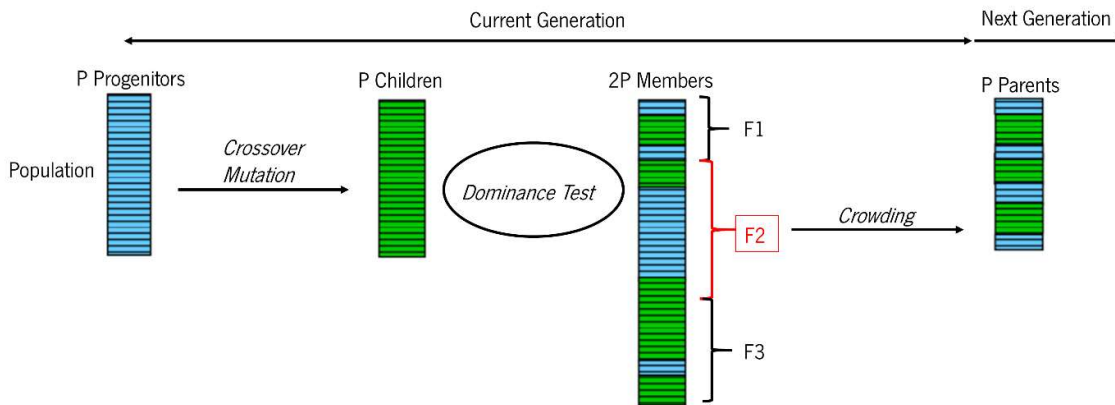 Current Generation
Next Generation
P Progenitors
P Children
2P Members
P Parents
Population
Crossover
Mutation
Dominance Test
F1
F2
F3
Crowding